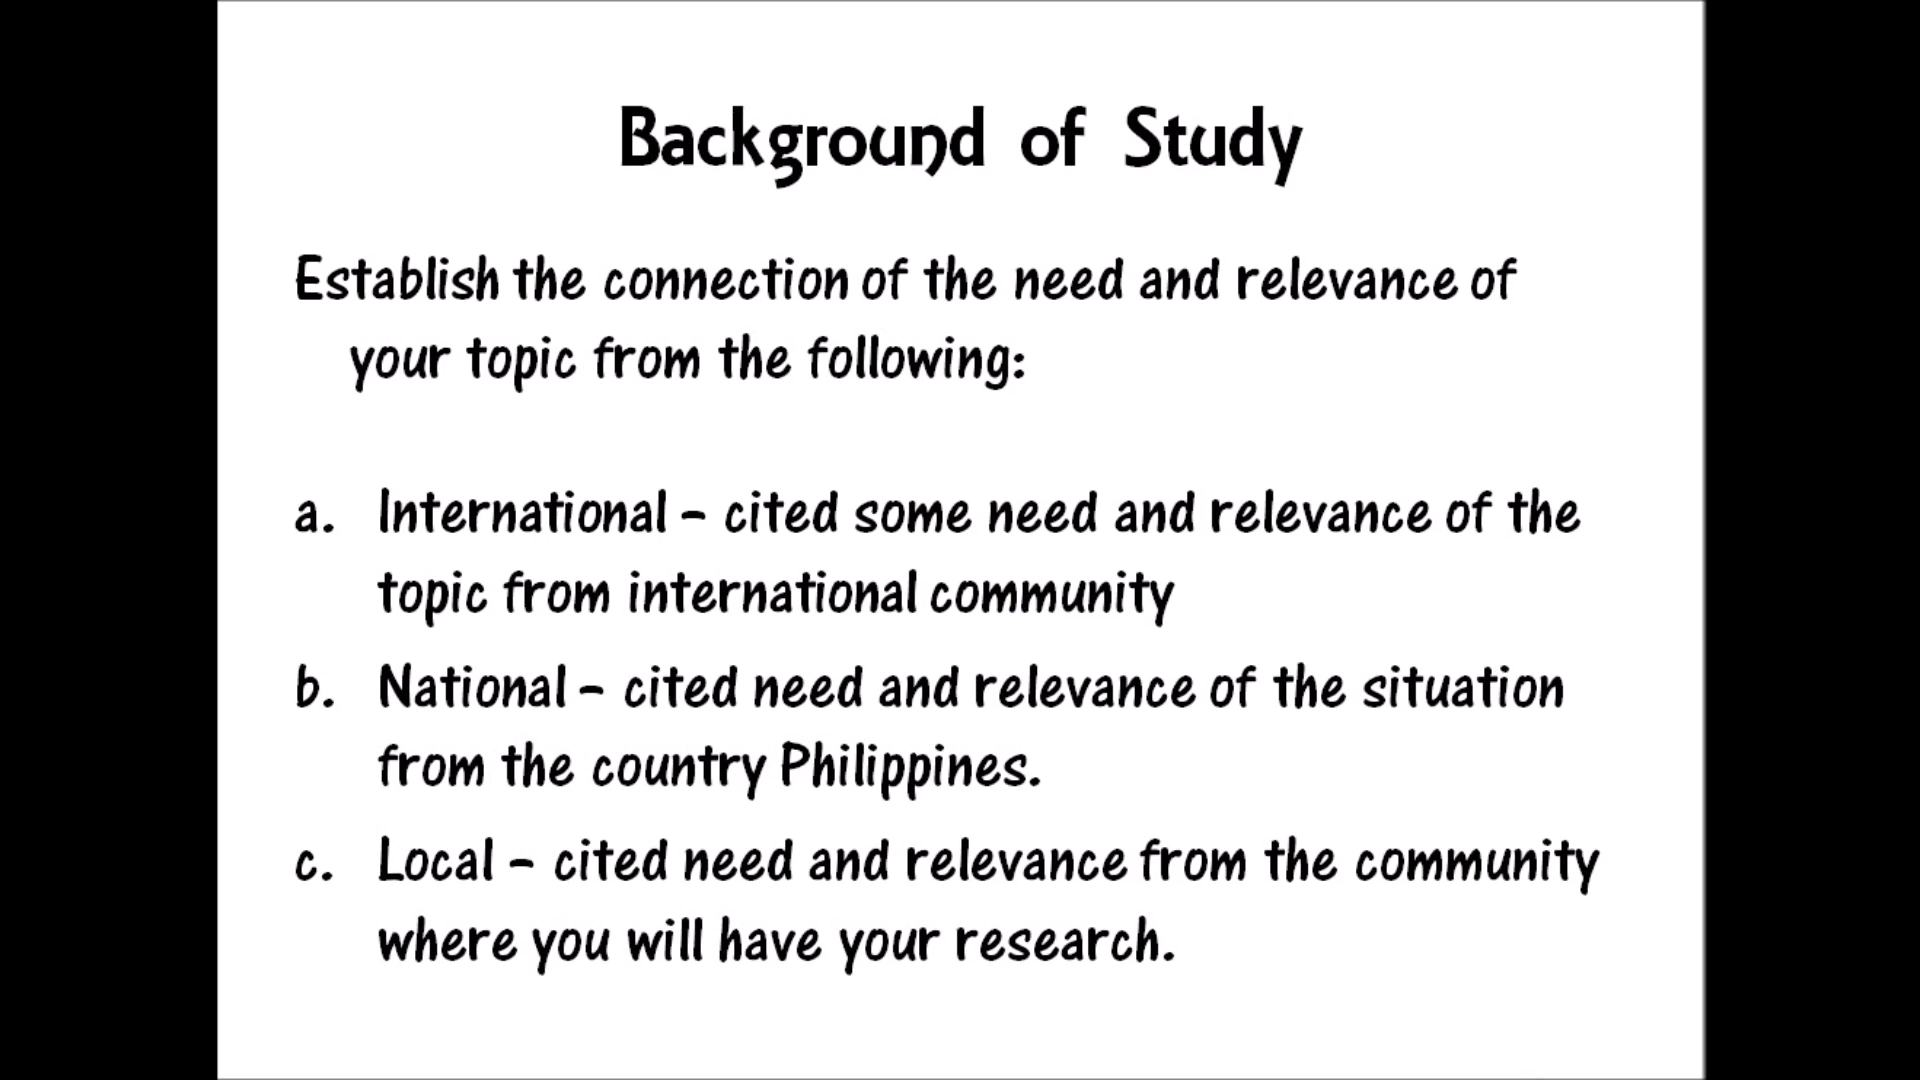 Background of Study
Establish the connection of the need and relevance of
your topic from the following:
a. International – cited some need and relevance of the
topic from international community
b. National – cited need and relevance of the situation
from the country Philippines.
c. Local – cited need and relevance from the community
where you will have your research.